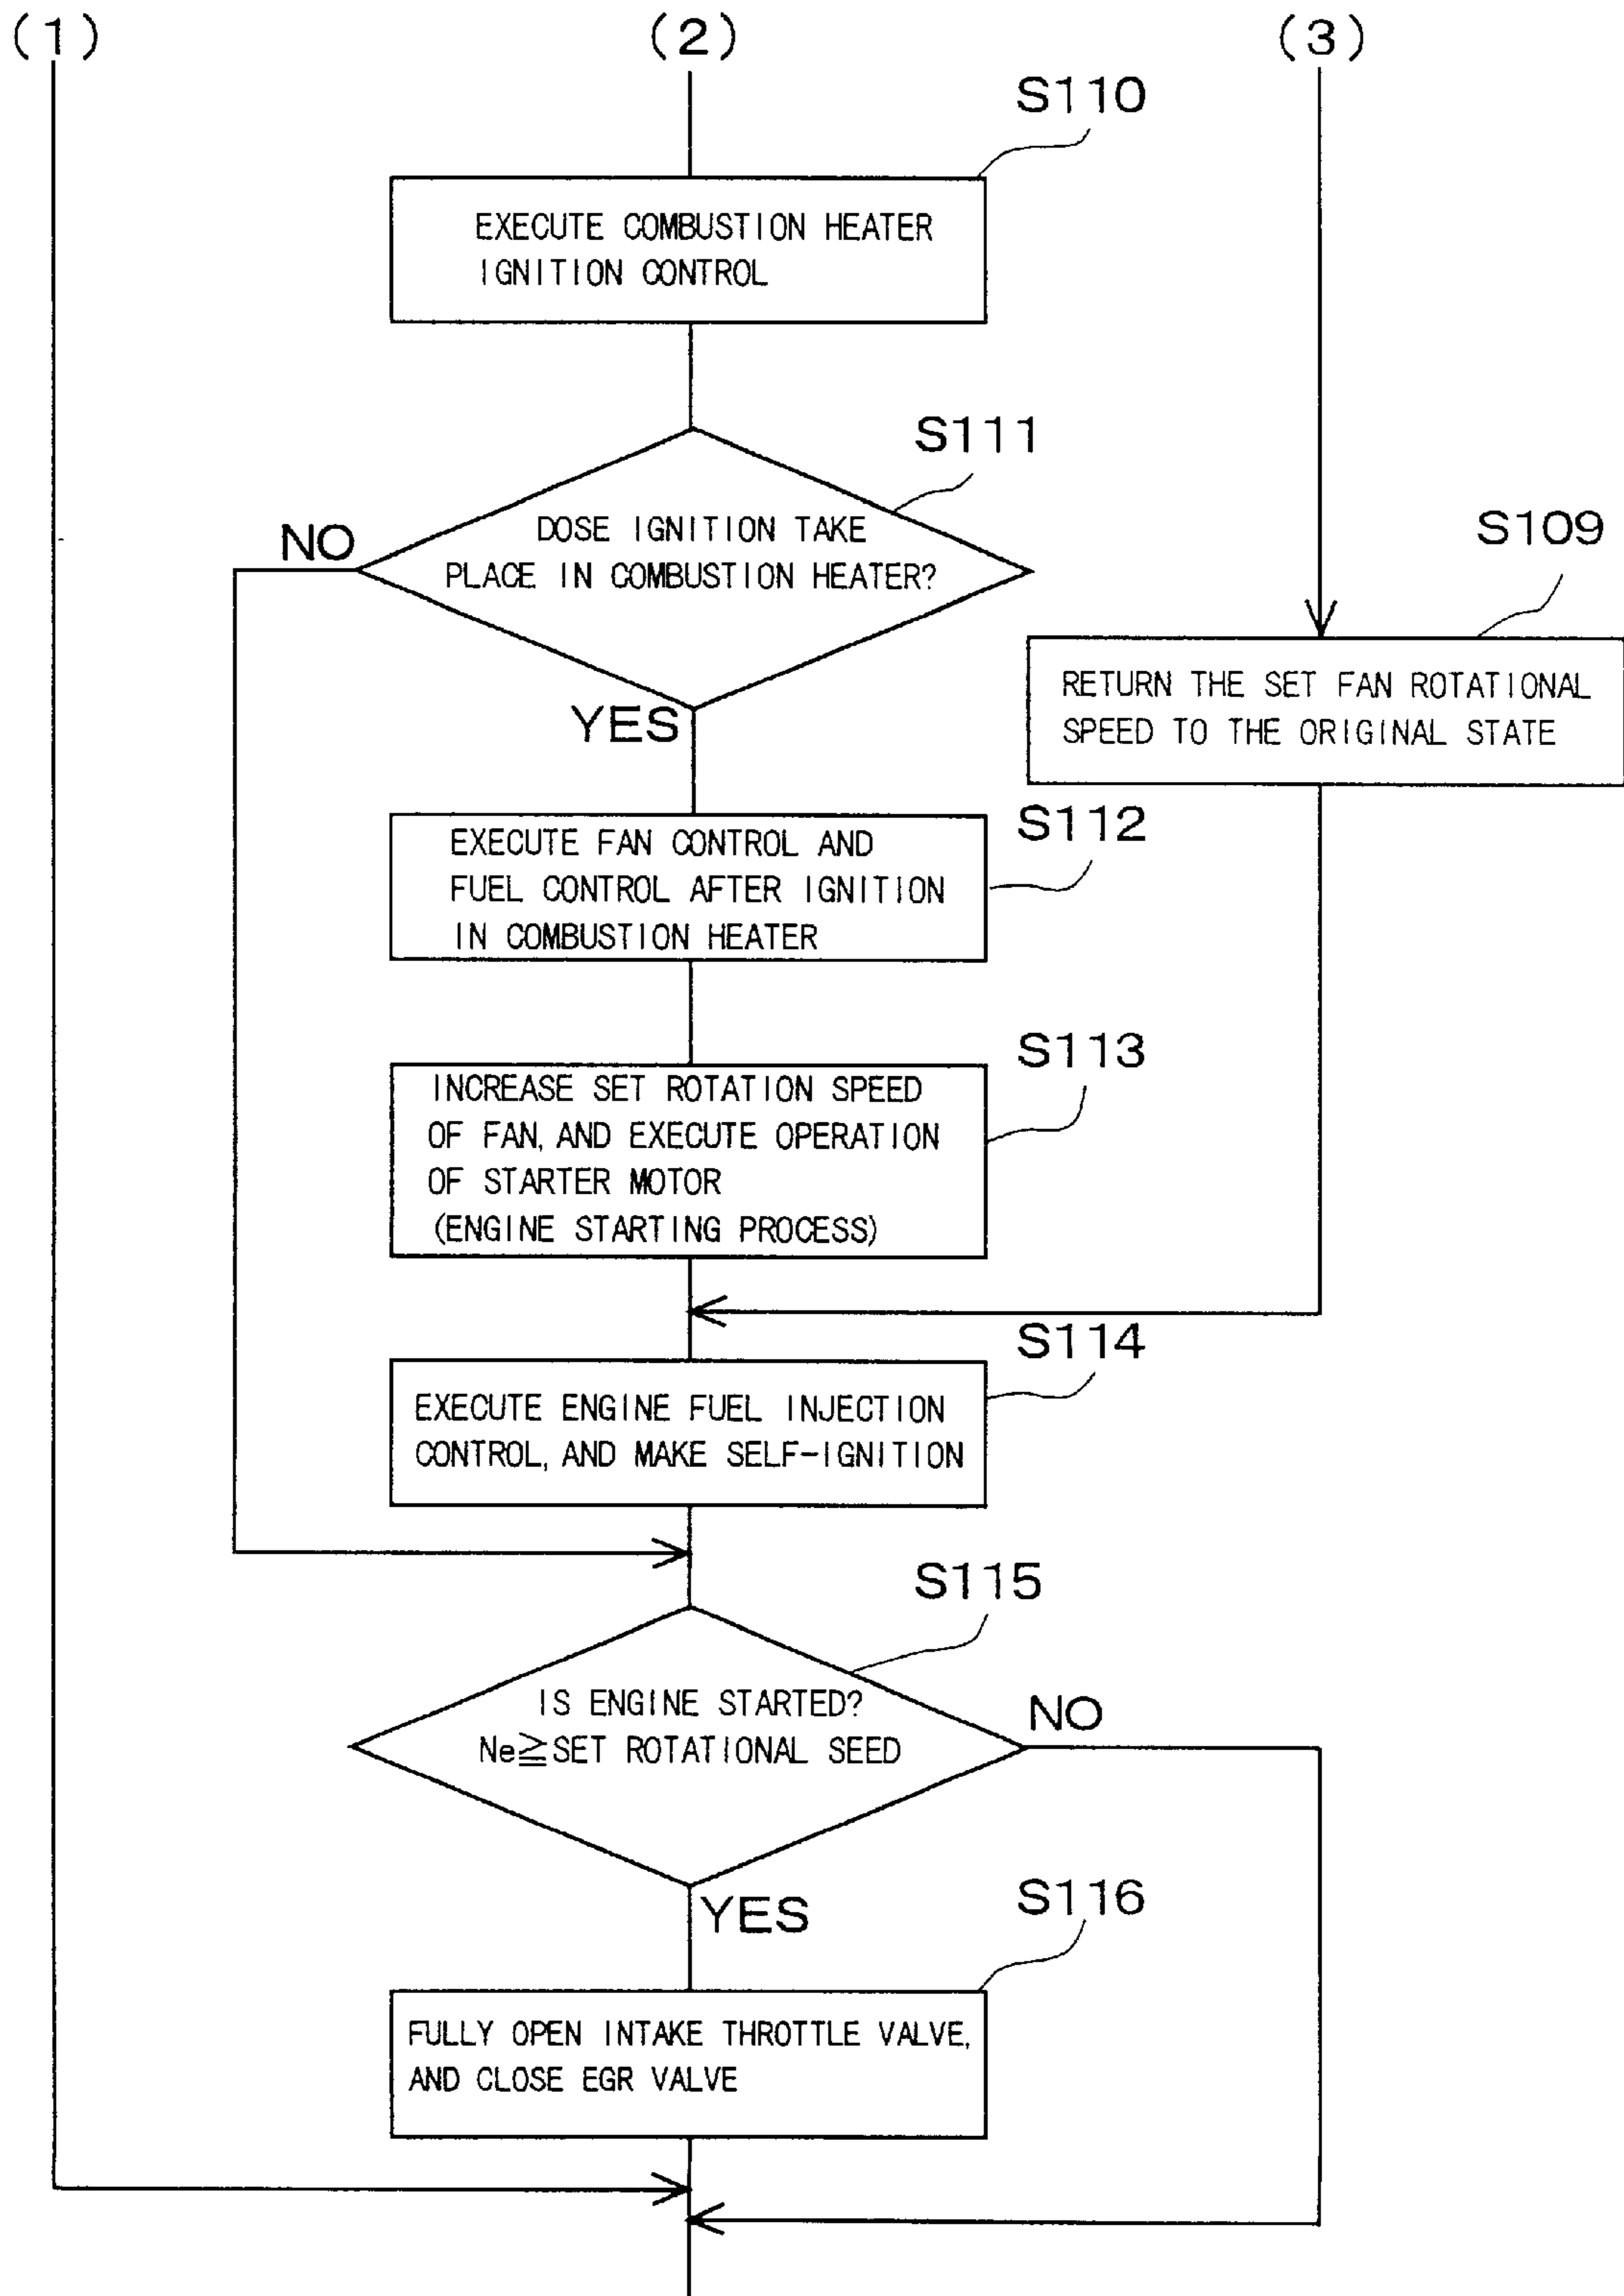 (1)
(2)
(3)
S110
EXECUTE COMBUSTION HEATER
IGNITION CONTROL
S111
DOSE IGNITION TAKE
PLACE IN COMBUSTION HEATER?
NO
YES
S109
RETURN THE SET FAN ROTATIONAL
SPEED TO THE ORIGINAL STATE
S112
EXECUTE FAN CONTROL AND
FUEL CONTROL AFTER IGNITION
IN COMBUSTION HEATER
S113
INCREASE SET ROTATION SPEED
OF FAN, AND EXECUTE OPERATION
OF STARTER MOTOR
(ENGINE STARTING PROCESS)
S114
EXECUTE ENGINE FUEL INJECTION
CONTROL, AND MAKE SELF-IGNITION
S115
IS ENGINE STARTED?
Ne≧SET ROTATIONAL SEED
NO
YES
S116
FULLY OPEN INTAKE THROTTLE VALVE,
AND CLOSE EGR VALVE